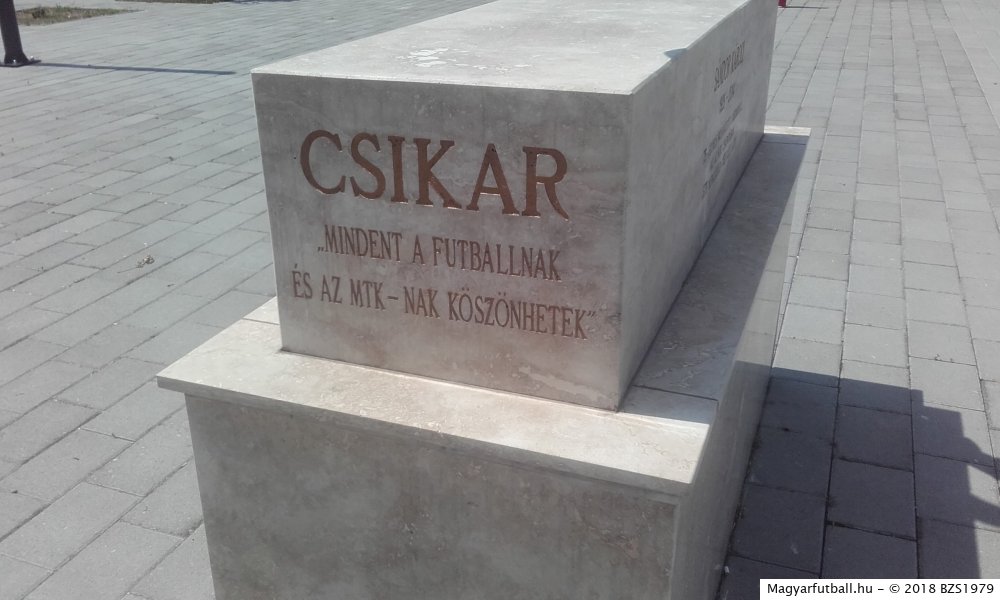 CSIKAR
„MINDENT A FUTBALLNAK
ÉS AZ MTK-NAK KÖSZÖNHETEK”
Magyarfutball.hu - © 2018 BZS1979